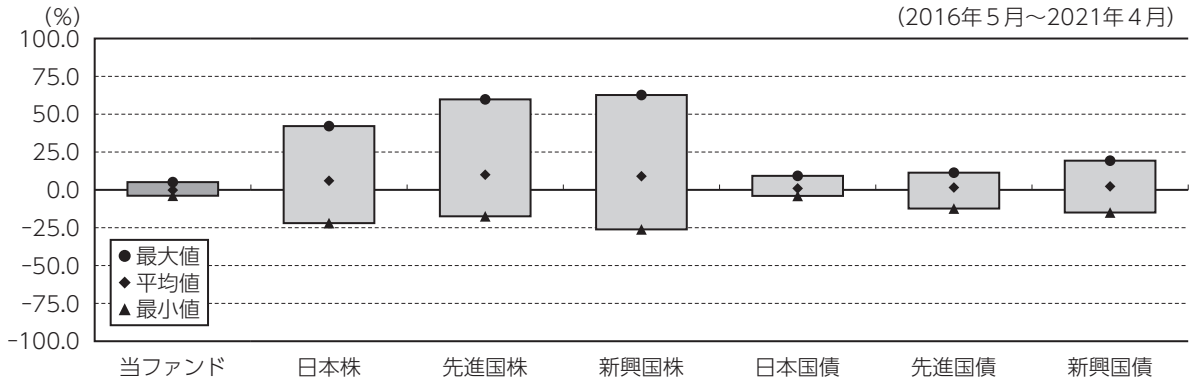 (%)
(2016年5月～2021年4月)
100.0
75.0
50.0
25.0
0.0
-25.0
-50.0
-75.0
-100.0
●最大値
◆平均値
▲最小値
当ファンド 日本株 先進国株 新興国株 日本国債 先進国債 新興国債